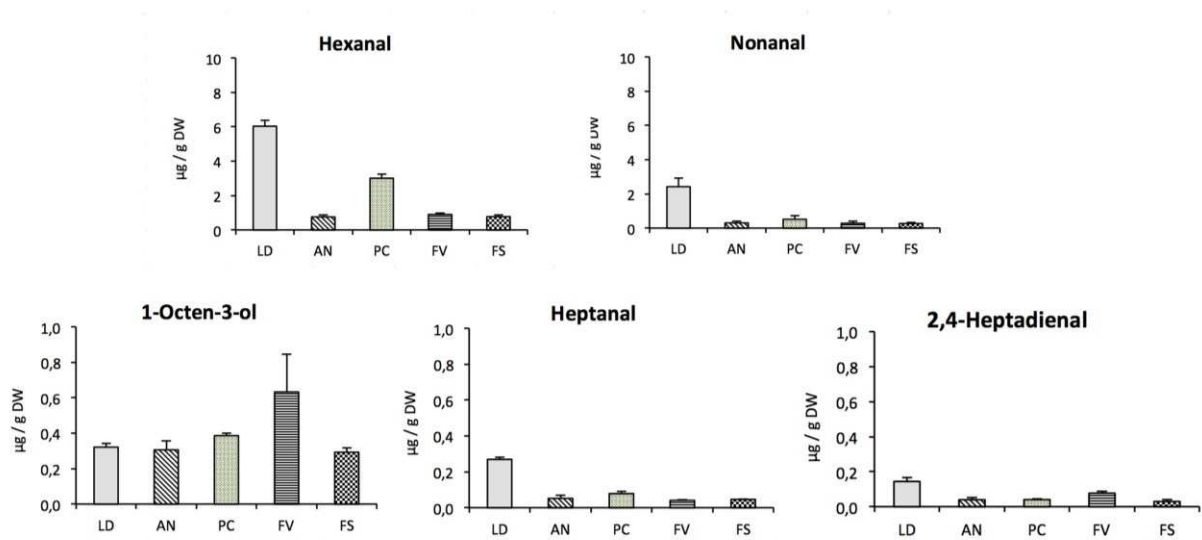 Hexanal
10
8
6
4
2
0
µg / g DW
LD AN PC FV FS
Nonanal
10
8
6
4
2
0
µg / g DW
LD AN PC FV FS
1-Octen-3-ol
1,0
0,8
0,6
0,4
0,2
0,0
µg / g DW
LD AN PC FV FS
Heptanal
1,0
0,8
0,6
0,4
0,2
0,0
µg / g DW
LD AN PC FV FS
2,4-Heptadienal
1,0
0,8
0,6
0,4
0,2
0,0
µg / g DW
LD AN PC FV FS